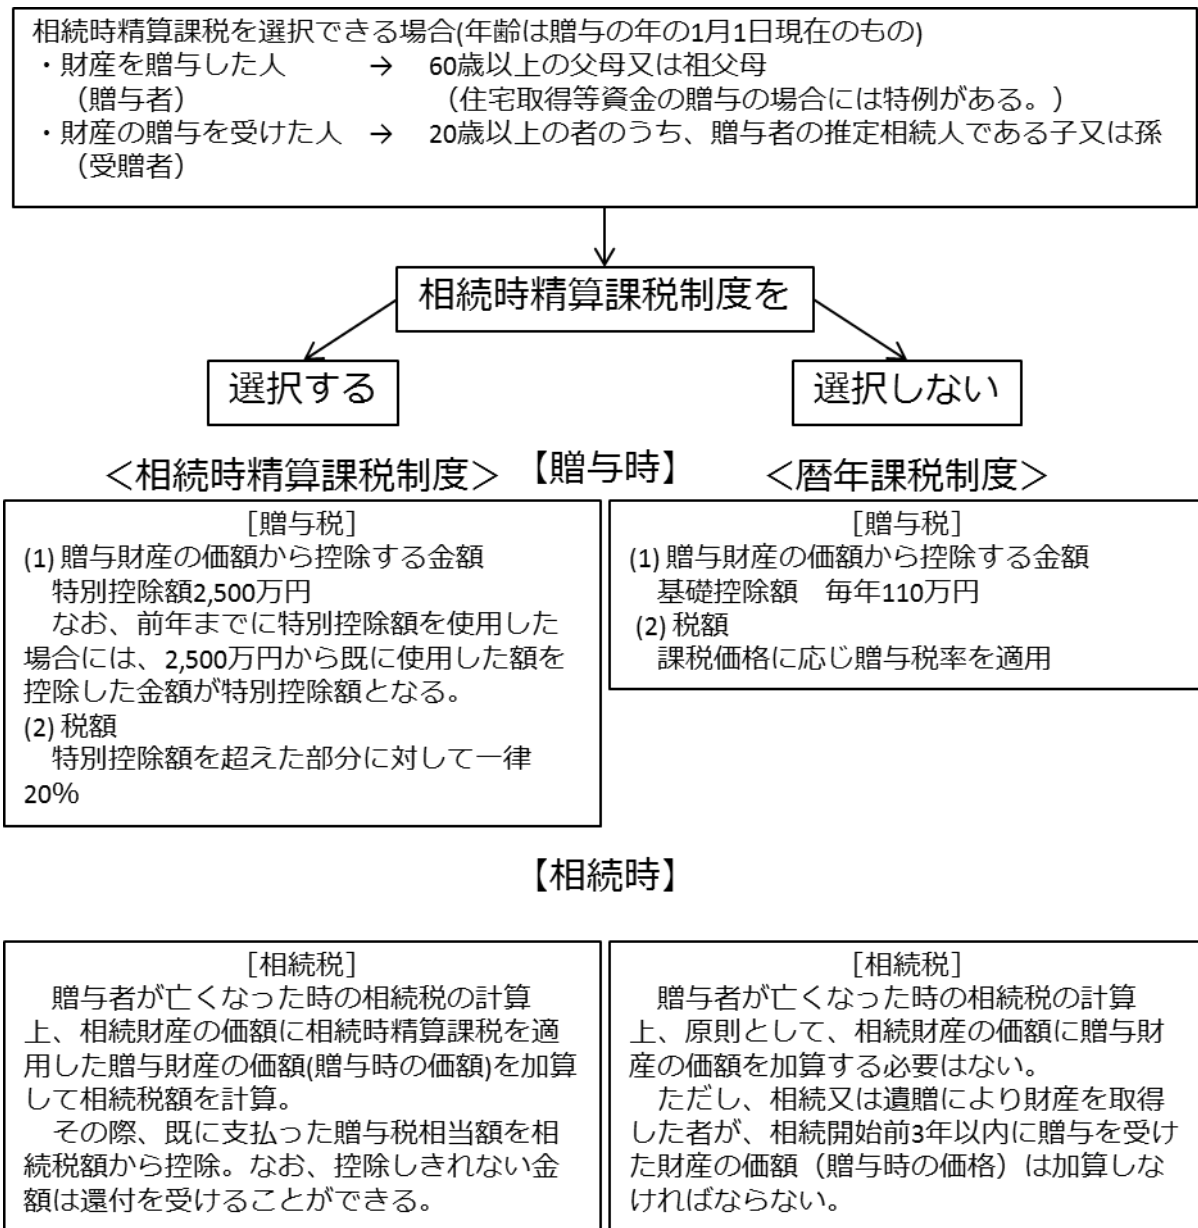 相続時精算課税を選択できる場合(年齢は贈与の年の1月1日現在のもの)
・財産を贈与した人 → 60歳以上の父母又は祖父母
（贈与者） （住宅取得等資金の贈与の場合には特例がある。）
・財産の贈与を受けた人 → 20歳以上の者のうち、贈与者の推定相続人である子又は孫
（受贈者）
相続時精算課税制度を
選択する
選択しない
【贈与時】
＜相続時精算課税制度＞
[贈与税]
(1) 贈与財産の価額から控除する金額
特別控除額2,500万円
なお、前年までに特別控除額を使用した
場合には、2,500万円から既に使用した額を
控除した金額が特別控除額となる。
(2) 税額
特別控除額を超えた部分に対して一律
20%
＜暦年課税制度＞
[贈与税]
(1) 贈与財産の価額から控除する金額
基礎控除額　毎年110万円
(2) 税額
課税価格に応じ贈与税率を適用
【相続時】
[相続税]
贈与者が亡くなった時の相続税の計算
上、相続財産の価額に相続時精算課税を適
用した贈与財産の価額(贈与時の価額)を加算
して相続税額を計算。
その際、既に支払った贈与税相当額を相
続税額から控除。なお、控除しきれない金
額は還付を受けることができる。
[相続税]
贈与者が亡くなった時の相続税の計算
上、原則として、相続財産の価額に贈与財
産の価額を加算する必要はない。
ただし、相続又は遺贈により財産を取得
した者が、相続開始前3年以内に贈与を受け
た財産の価額（贈与時の価格）は加算しな
ければならない。